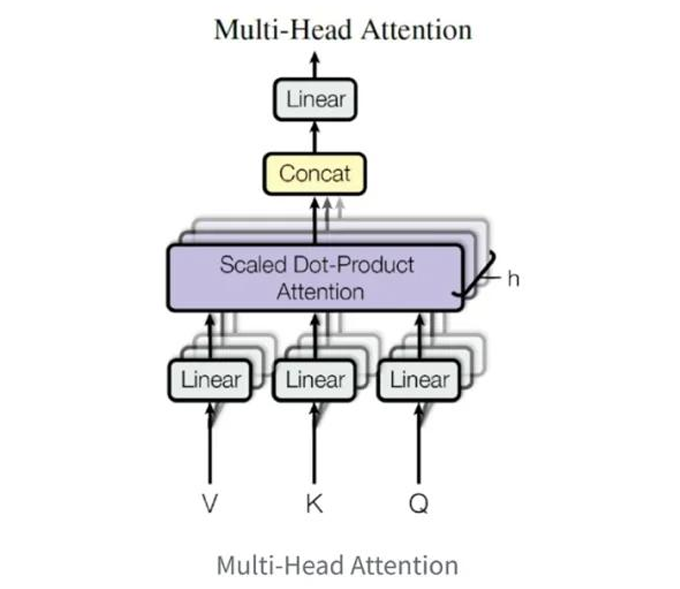 Multi-Head Attention
Linear
Concat
Scaled Dot-Product
Attention
h
Linear Linear Linear
V K Q
Multi-Head Attention